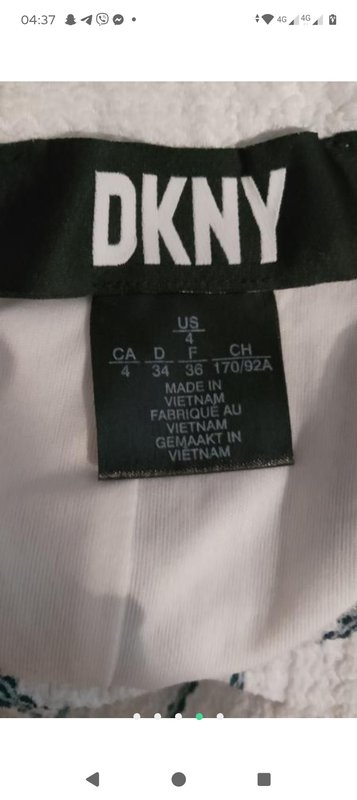 04:37
4G 4G
DKNY
US
4
CA D F CH
4 34 36 170/92A
MADE IN
VIETNAM
FABRIQUÉ AU
VIETNAM
GEMAAKT IN
VIETNAM